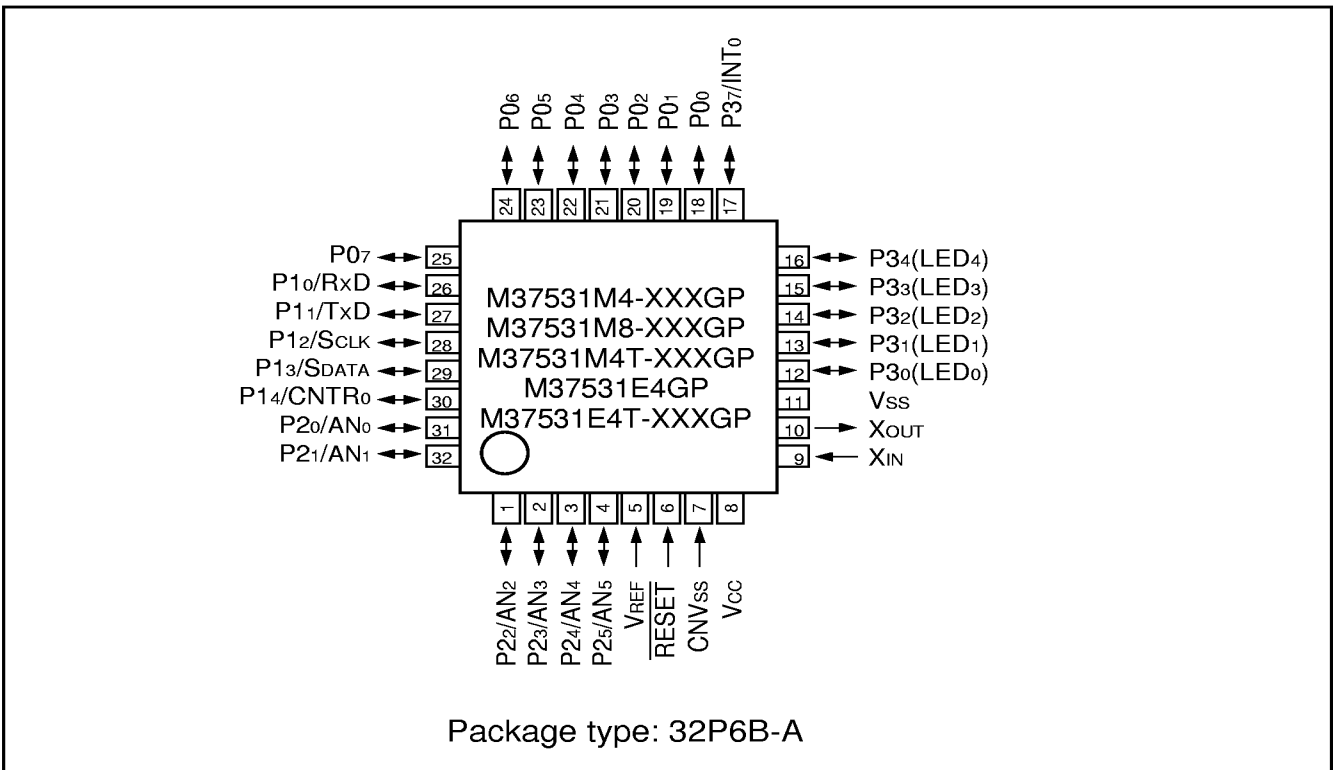 P06
P05
P04
P03
P02
P01
P00
P37/INT0
24
23
22
21
20
19
18
17
P07 25
P10/RxD 26
P11/TxD 27
P12/SCLK 28
P13/SDATA 29
P14/CNTR0 30
P20/AN0 31
P21/AN1 32
M37531M4-XXXGP
M37531M8-XXXGP
M37531M4T-XXXGP
M37531E4GP
M37531E4T-XXXGP
16 P34(LED4)
15 P33(LED3)
14 P32(LED2)
13 P31(LED1)
12 P30(LED0)
11 VSS
10 XOUT
9 XIN
1
2
3
4
5
6
7
8
P22/AN2
P23/AN3
P24/AN4
P25/AN5
VREF
RESET
CNVSS
VCC
Package type: 32P6B-A